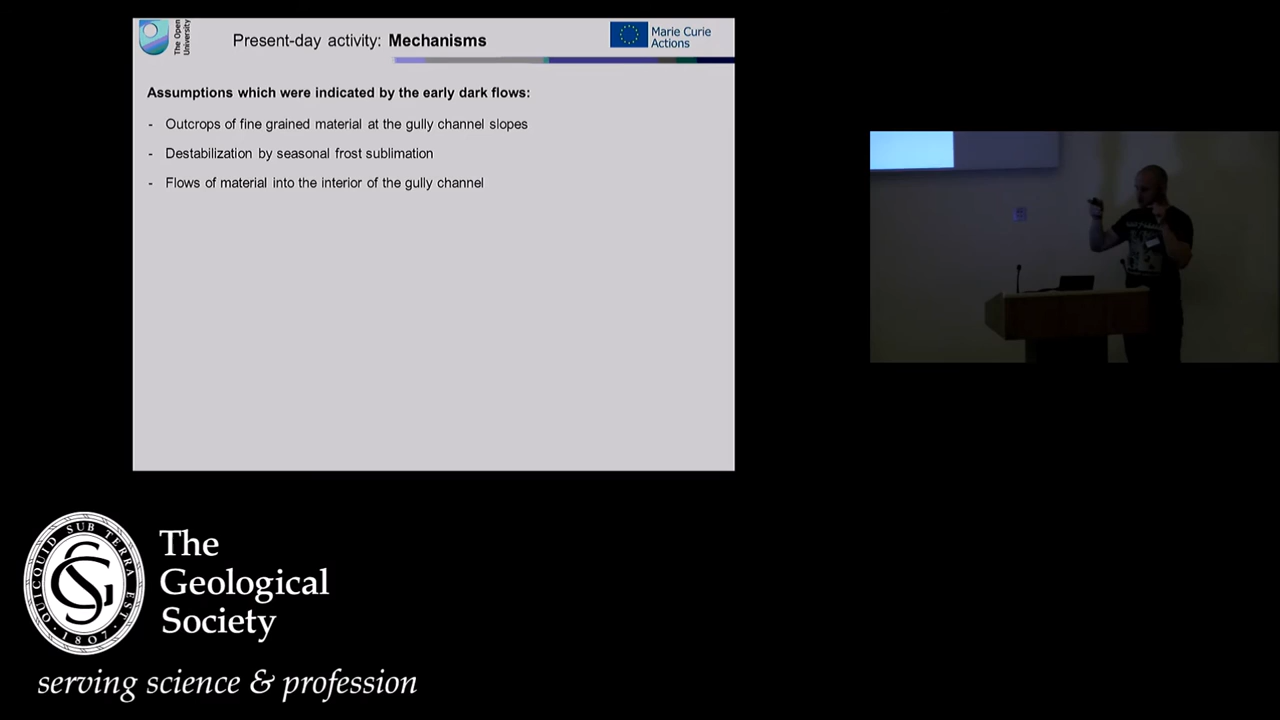 The Open
University
Present-day activity: Mechanisms
Marie Curie
Actions
Assumptions which were indicated by the early dark flows:
- Outcrops of fine grained material at the gully channel slopes
- Destabilization by seasonal frost sublimation
- Flows of material into the interior of the gully channel
QUICQUID SUB TERRA EST
1807
The
Geological
Society
serving science & profession